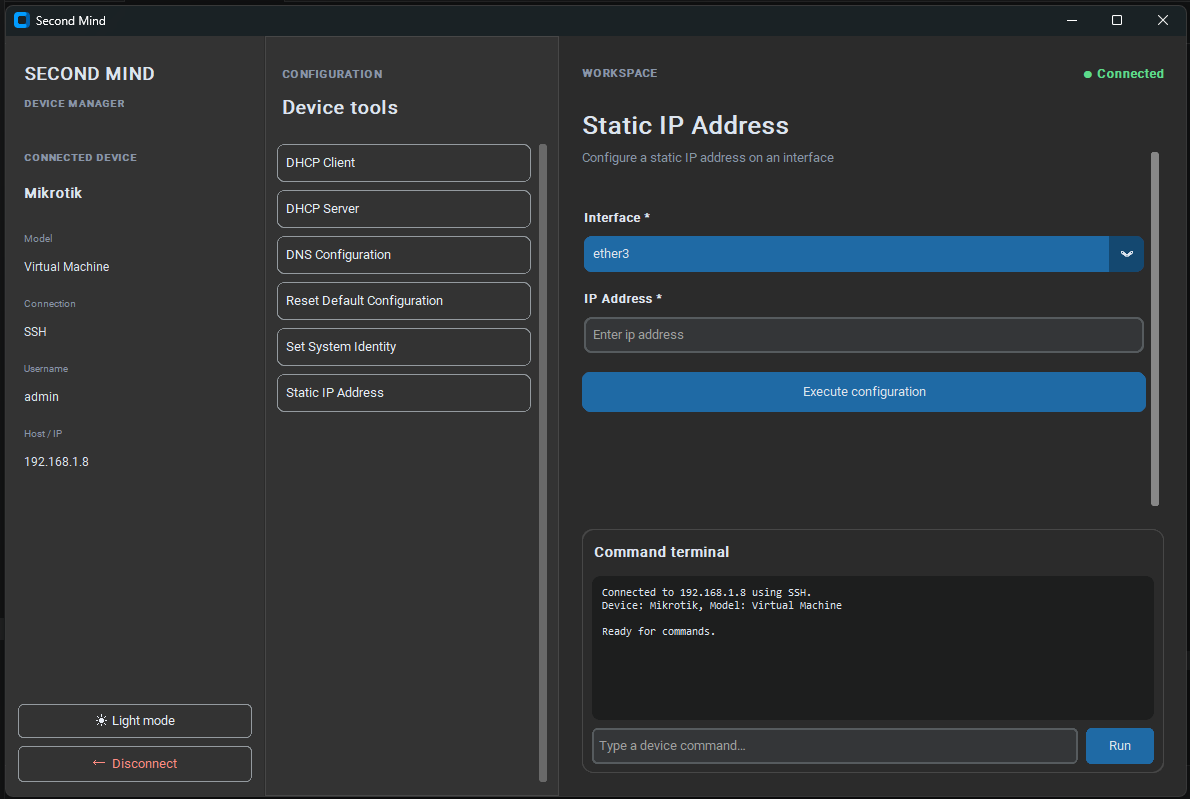 Second Mind
SECOND MIND
DEVICE MANAGER
CONNECTED DEVICE
Mikrotik
Model
Virtual Machine
Connection
SSH
Username
admin
Host / IP
192.168.1.8
☀ Light mode
← Disconnect
CONFIGURATION
Device tools
DHCP Client
DHCP Server
DNS Configuration
Reset Default Configuration
Set System Identity
Static IP Address
WORKSPACE
● Connected
Static IP Address
Configure a static IP address on an interface
Interface *
ether3
IP Address *
Enter ip address
Execute configuration
Command terminal
Connected to 192.168.1.8 using SSH.
Device: Mikrotik, Model: Virtual Machine
Ready for commands.
Type a device command...
Run